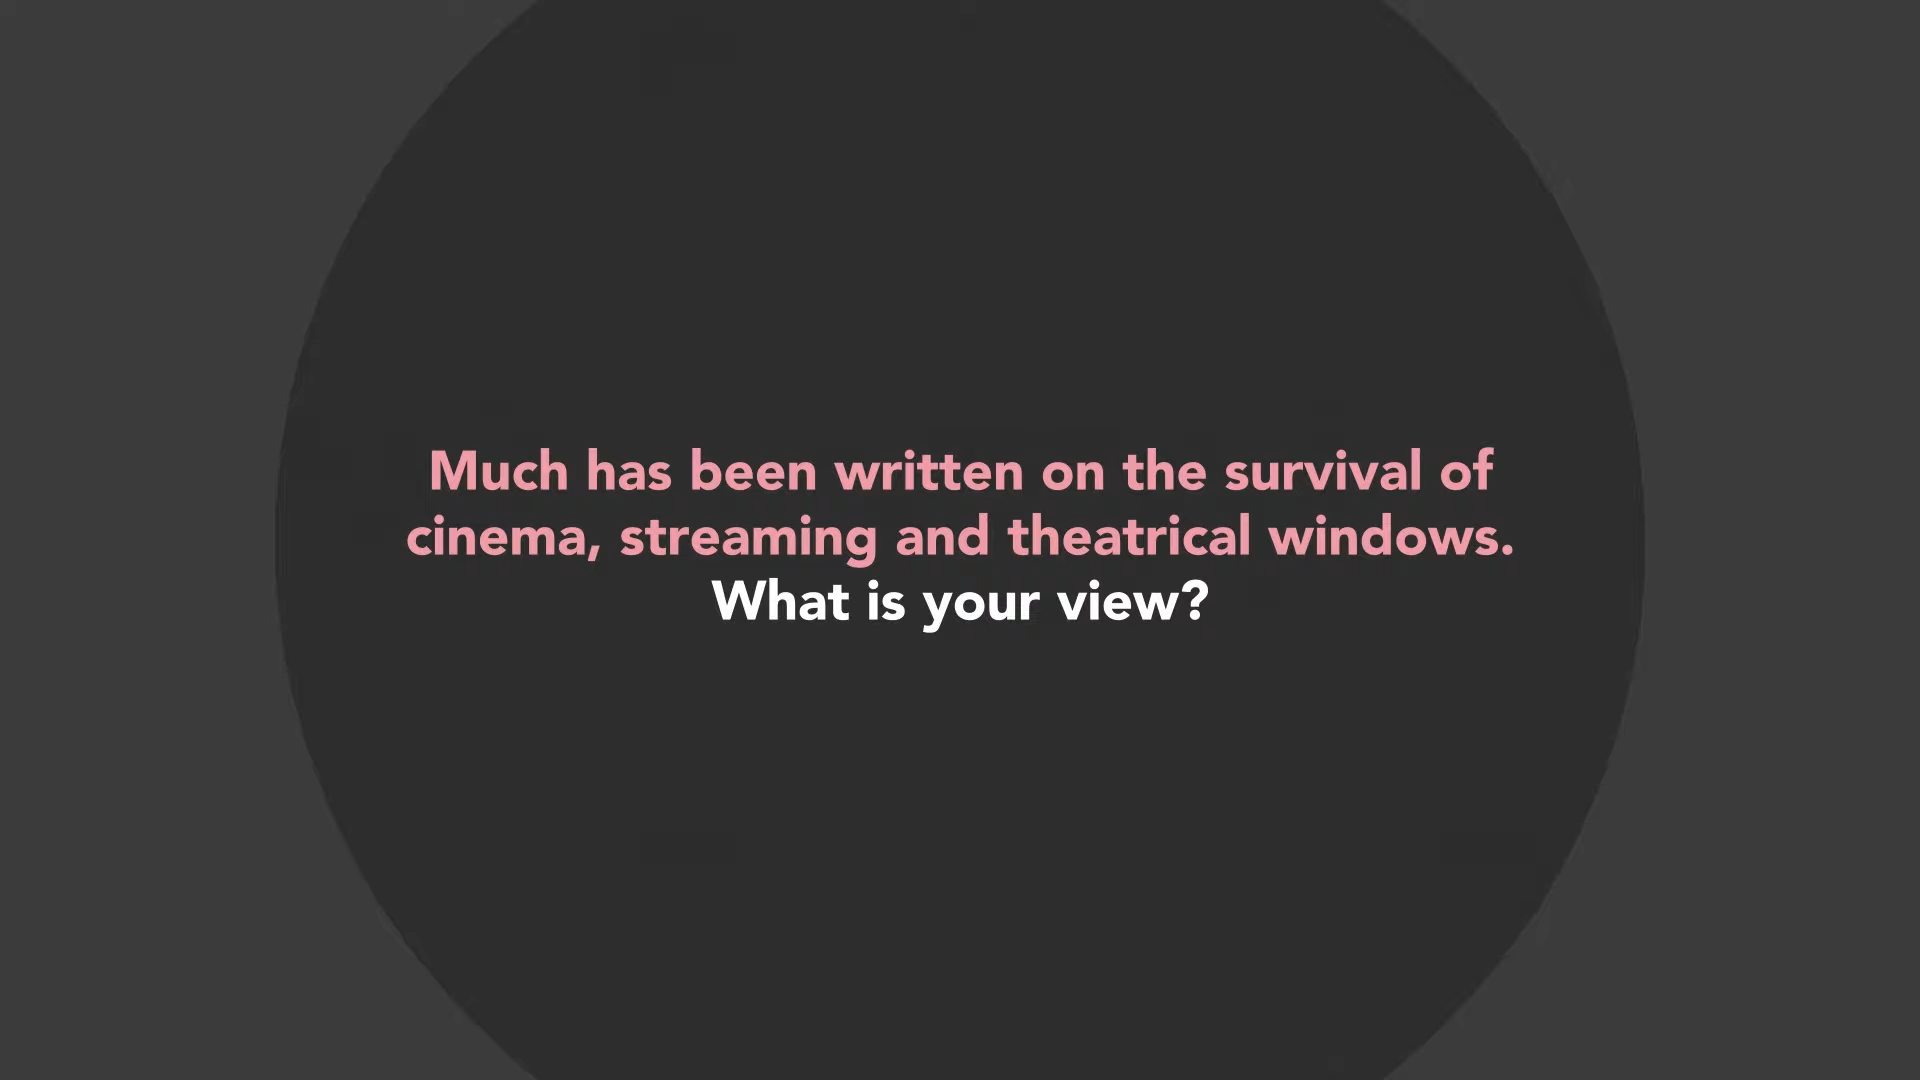 Much has been written on the survival of
cinema, streaming and theatrical windows.
What is your view?